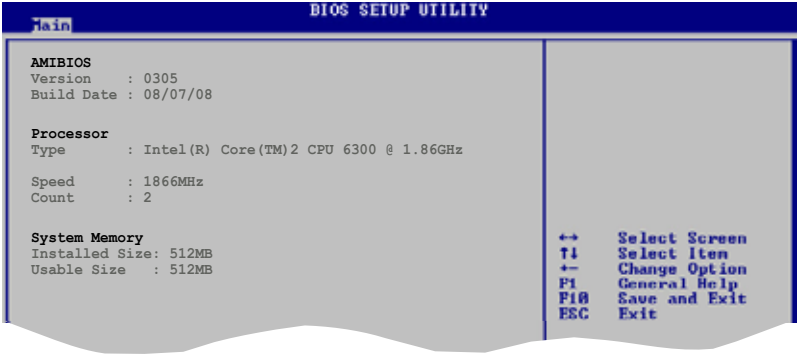 BIOS SETUP UTILITY
Main
AMIBIOS
Version : 0305
Build Date : 08/07/08
Processor
Type : Intel(R) Core(TM)2 CPU 6300 @ 1.86GHz
Speed : 1866MHz
Count : 2
System Memory
Installed Size: 512MB
Usable Size : 512MB
←→ Select Screen
↑↓ Select Item
+- Change Option
F1 General Help
F10 Save and Exit
ESC Exit